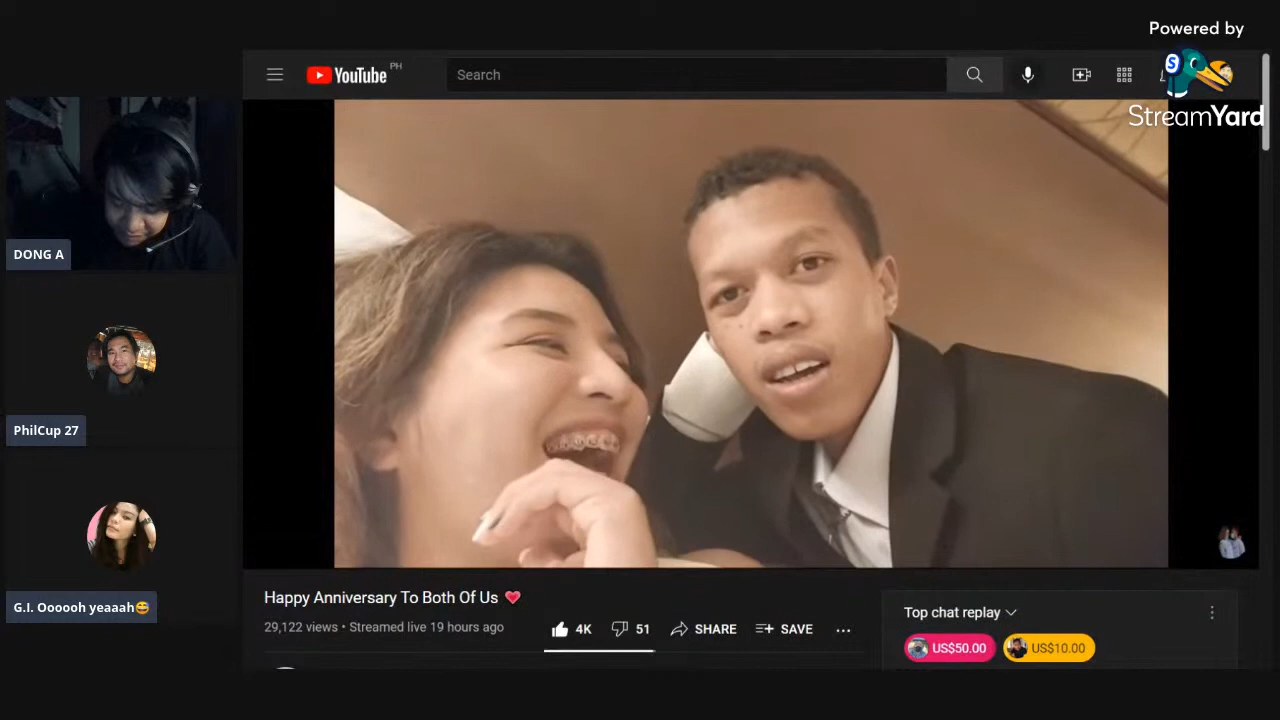 Powered by
StreamYard
YouTube PH
Search
DONG A
PhilCup 27
G.I. Oooooh yeaaah😅
Happy Anniversary To Both Of Us ❤️
29,122 views • Streamed live 19 hours ago
4K
51
SHARE
SAVE
Top chat replay
US$50.00
US$10.00